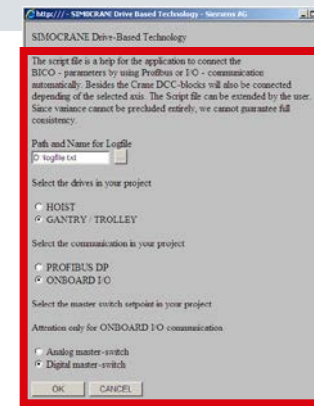 http:/// - SIMOCRANE Drive Based Technology - Siemens AG
SIMOCRANE Drive-Based Technology
The script file is a help for the application to connect the
BICO - parameters by using Profibus or I/O - communication
automatically. Besides the Crane DCC-blocks will also be connected
depending of the selected axis. The Script file can be extended by the user.
Since variance cannot be precluded entirely, we cannot guarantee full
consistency.
Path and Name for Logfile
D:\logfile.txt
...
Select the drives in your project
HOIST
GANTRY / TROLLEY
Select the communication in your project
PROFIBUS DP
ONBOARD I/O
Select the master switch setpoint in your project
Attention only for ONBOARD I/O communication
Analog master-switch
Digital master-switch
OK CANCEL